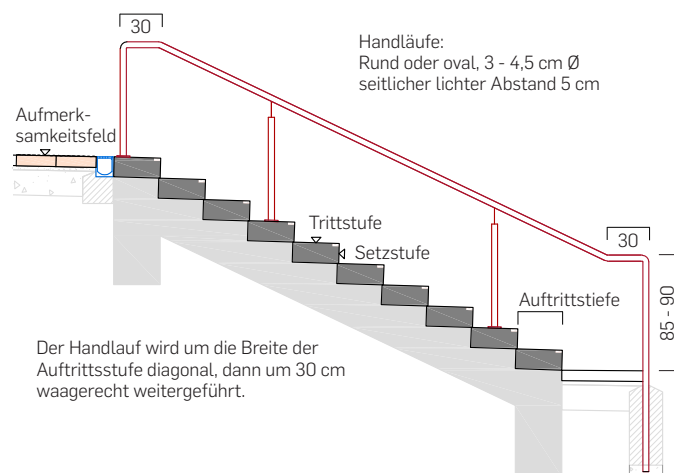 30
Handläufe:
Rund oder oval, 3 - 4,5 cm Ø
seitlicher lichter Abstand 5 cm
Aufmerk-
samkeitsfeld
Trittstufe
Setzstufe
30
Auftrittstiefe
85 - 90
Der Handlauf wird um die Breite der
Auftrittsstufe diagonal, dann um 30 cm
waagerecht weitergeführt.